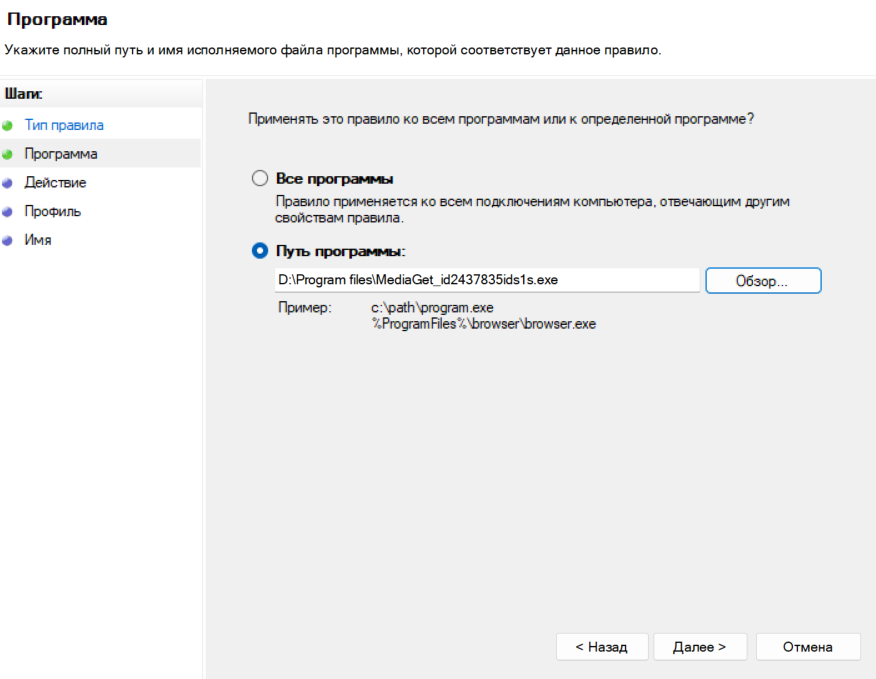 Программа
Укажите полный путь и имя исполняемого файла программы, которой соответствует данное правило.
Шаги:
Тип правила
Программа
Действие
Профиль
Имя
Применять это правило ко всем программам или к определенной программе?
Все программы
Правило применяется ко всем подключениям компьютера, отвечающим другим
свойствам правила.
Путь программы:
D:\Program files\MediaGet_id2437835ids1s.exe
Обзор...
Пример:
c:\path\program.exe
%ProgramFiles%\browser\browser.exe
< Назад
Далее >
Отмена